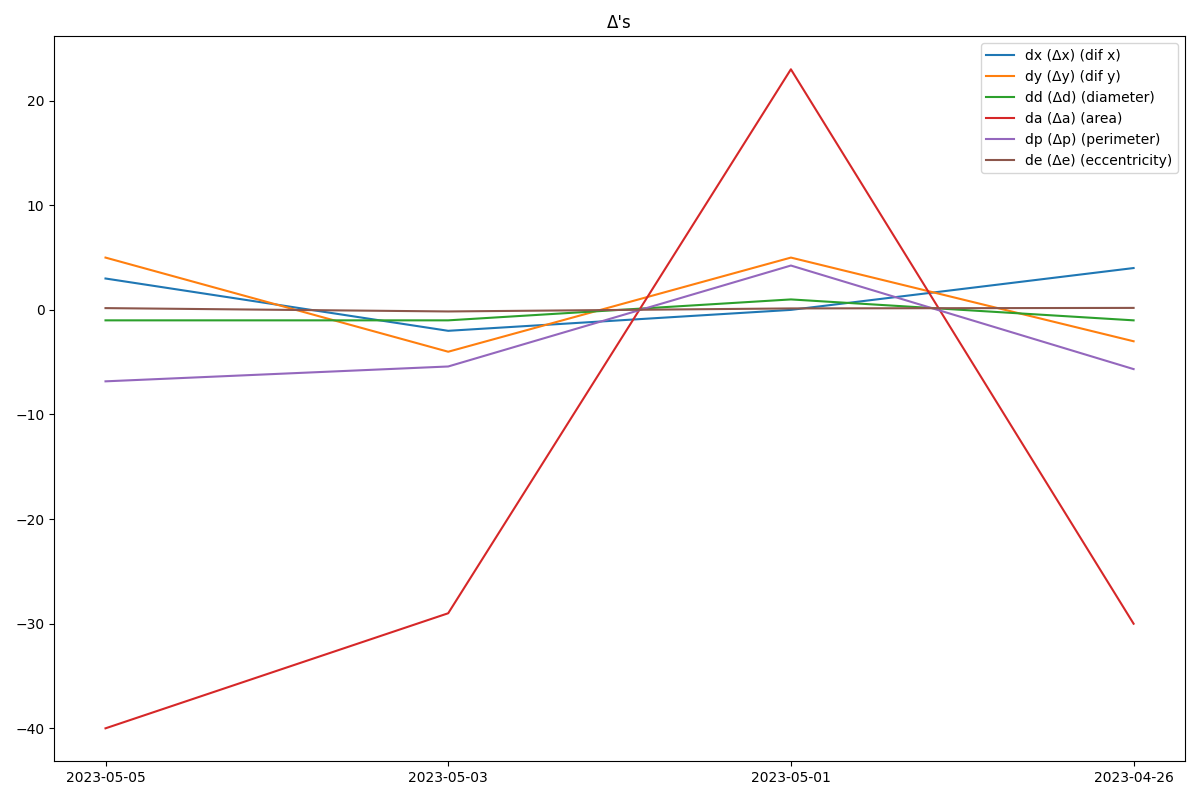 Δ's
dx (Δx) (dif x)
dy (Δy) (dif y)
dd (Δd) (diameter)
da (Δa) (area)
dp (Δp) (perimeter)
de (Δe) (eccentricity)
20
10
0
−10
−20
−30
−40
2023-05-05 2023-05-03 2023-05-01 2023-04-26